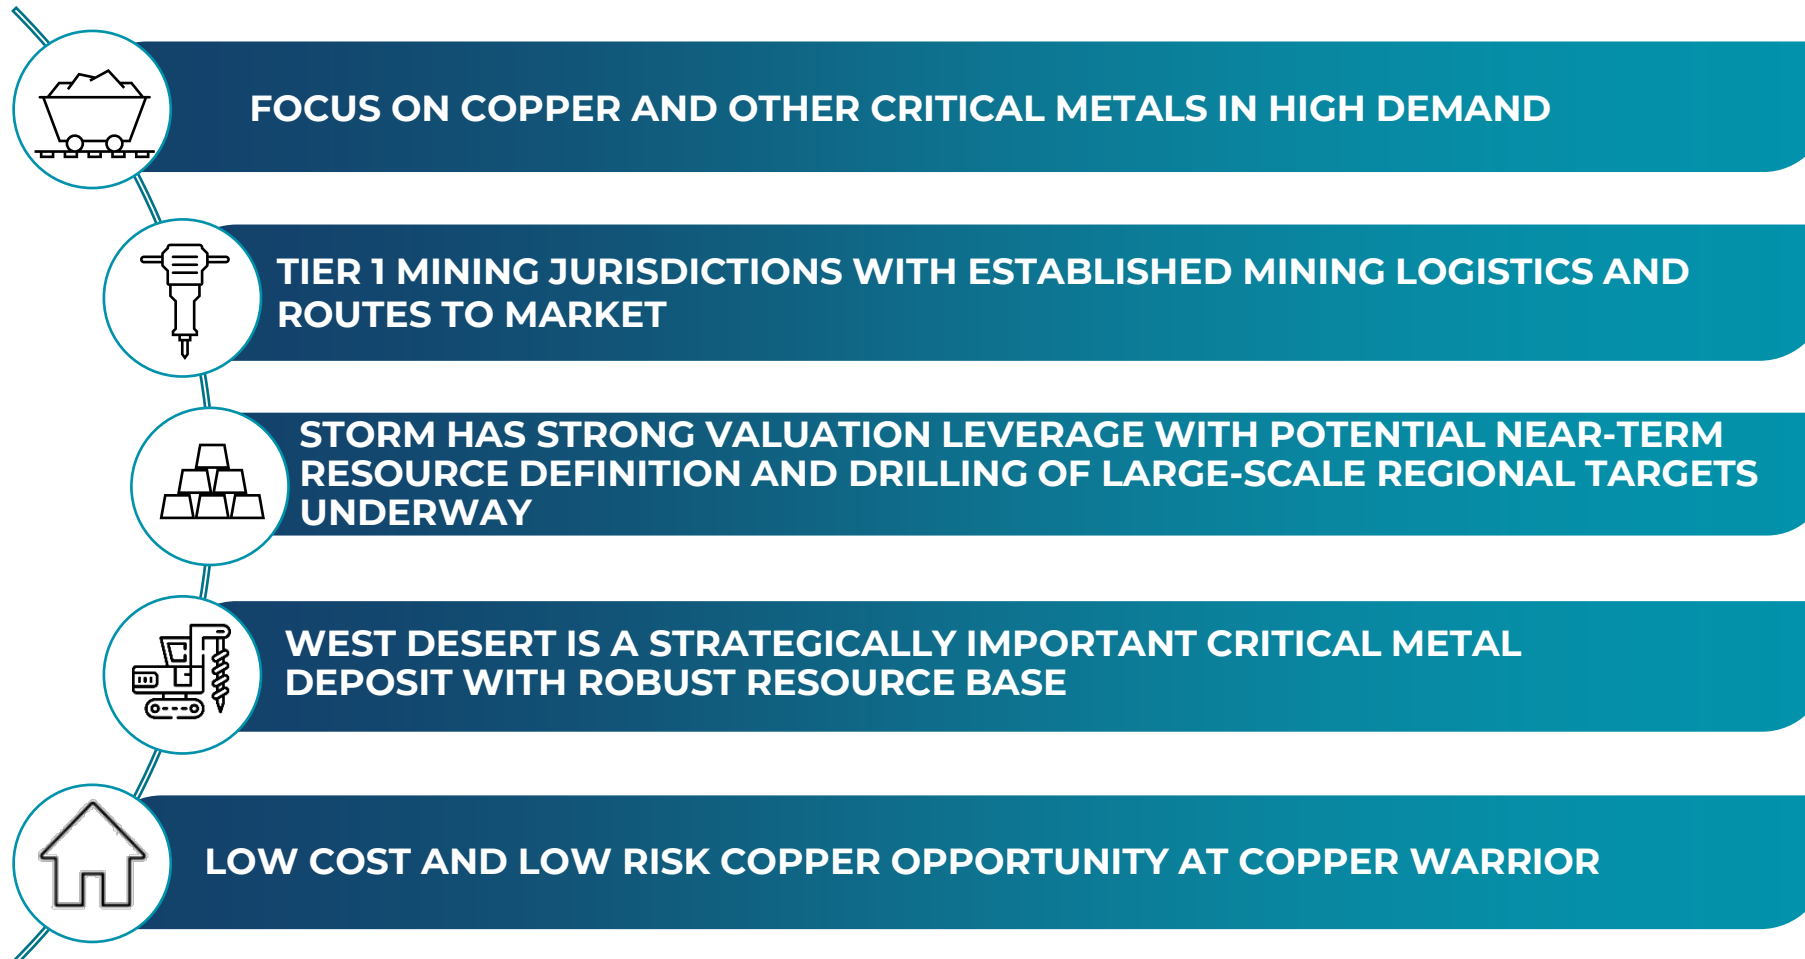 FOCUS ON COPPER AND OTHER CRITICAL METALS IN HIGH DEMAND
TIER 1 MINING JURISDICTIONS WITH ESTABLISHED MINING LOGISTICS AND
ROUTES TO MARKET
STORM HAS STRONG VALUATION LEVERAGE WITH POTENTIAL NEAR-TERM
RESOURCE DEFINITION AND DRILLING OF LARGE-SCALE REGIONAL TARGETS
UNDERWAY
WEST DESERT IS A STRATEGICALLY IMPORTANT CRITICAL METAL
DEPOSIT WITH ROBUST RESOURCE BASE
LOW COST AND LOW RISK COPPER OPPORTUNITY AT COPPER WARRIOR